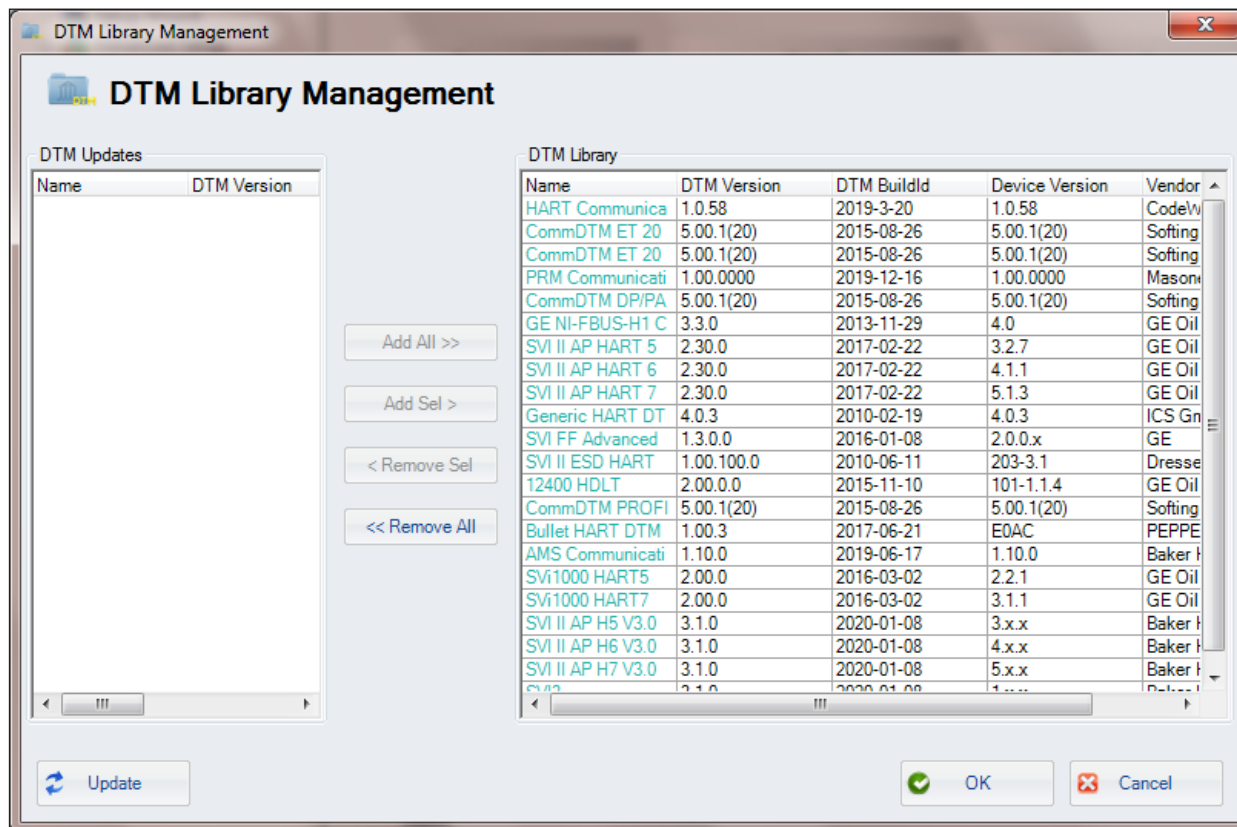 DTM Library Management
DTM Library Management
DTM Updates
Name DTM Version
Add All >>
Add Sel >
< Remove Sel
<< Remove All
DTM Library
Name DTM Version DTM BuildId Device Version Vendor
HART Communica 1.0.58 2019-3-20 1.0.58 CodeW
CommDTM ET 20 5.00.1(20) 2015-08-26 5.00.1(20) Softing
CommDTM ET 20 5.00.1(20) 2015-08-26 5.00.1(20) Softing
PRM Communicati 1.00.0000 2019-12-16 1.00.0000 Masone
CommDTM DP/PA 5.00.1(20) 2015-08-26 5.00.1(20) Softing
GE NI-FBUS-H1 C 3.3.0 2013-11-29 4.0 GE Oil
SVI II AP HART 5 2.30.0 2017-02-22 3.2.7 GE Oil
SVI II AP HART 6 2.30.0 2017-02-22 4.1.1 GE Oil
SVI II AP HART 7 2.30.0 2017-02-22 5.1.3 GE Oil
Generic HART DT 4.0.3 2010-02-19 4.0.3 ICS Gm
SVI FF Advanced 1.3.0.0 2016-01-08 2.0.0.x GE
SVI II ESD HART 1.00.100.0 2010-06-11 203-3.1 Dresse
12400 HDLT 2.00.0.0 2015-11-10 101-1.1.4 GE Oil
CommDTM PROFI 5.00.1(20) 2015-08-26 5.00.1(20) Softing
Bullet HART DTM 1.00.3 2017-06-21 E0AC PEPPE
AMS Communicati 1.10.0 2019-06-17 1.10.0 Baker H
SVi1000 HART5 2.00.0 2016-03-02 2.2.1 GE Oil
SVi1000 HART7 2.00.0 2016-03-02 3.1.1 GE Oil
SVI II AP H5 V3.0 3.1.0 2020-01-08 3.x.x Baker H
SVI II AP H6 V3.0 3.1.0 2020-01-08 4.x.x Baker H
SVI II AP H7 V3.0 3.1.0 2020-01-08 5.x.x Baker H
Update
OK
Cancel